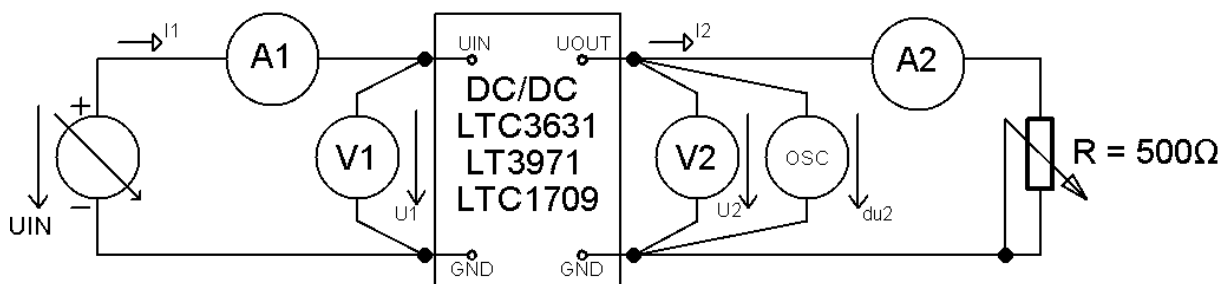 I1
A1
UIN
UOUT
I2
A2
DC/DC
LTC3631
LT3971
LTC1709
+
V1
V2
OSC
R = 500Ω
−
UIN
U1
U2
du2
GND
GND